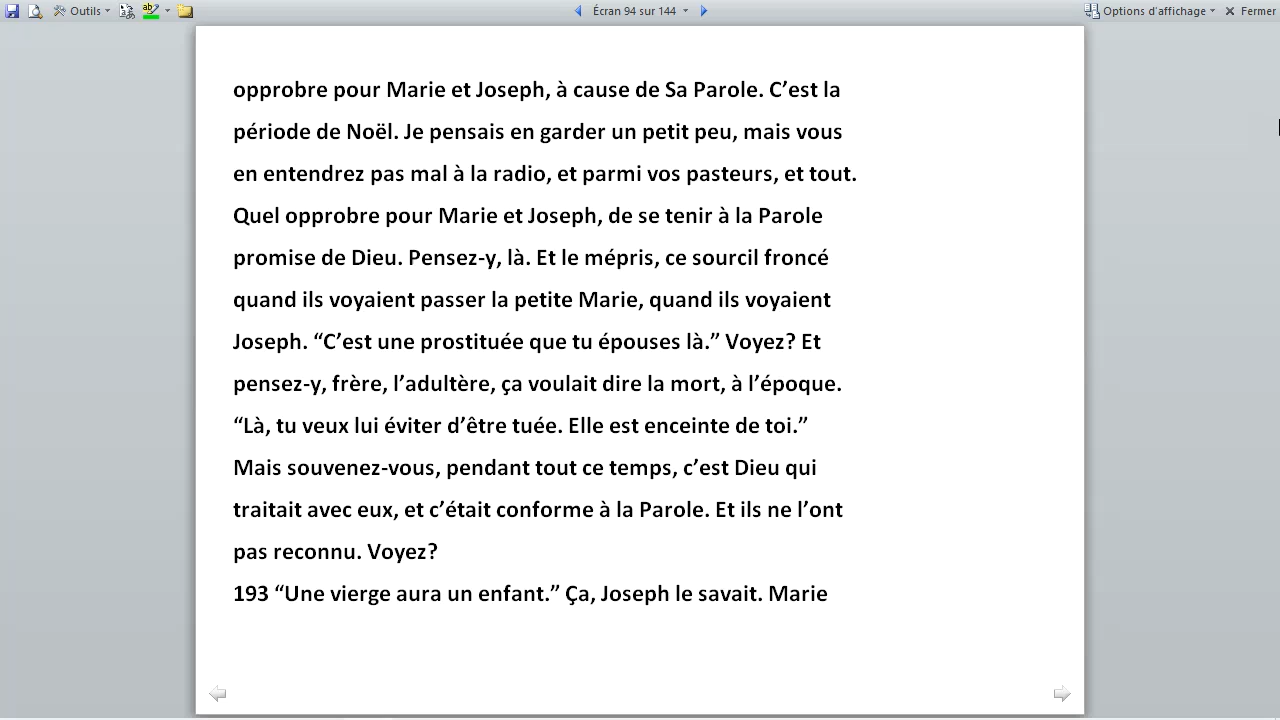 Outils
Écran 94 sur 144
Options d'affichage
Fermer
opprobre pour Marie et Joseph, à cause de Sa Parole. C’est la
période de Noël. Je pensais en garder un petit peu, mais vous
en entendrez pas mal à la radio, et parmi vos pasteurs, et tout.
Quel opprobre pour Marie et Joseph, de se tenir à la Parole
promise de Dieu. Pensez-y, là. Et le mépris, ce sourcil froncé
quand ils voyaient passer la petite Marie, quand ils voyaient
Joseph. “C’est une prostituée que tu épouses là.” Voyez? Et
pensez-y, frère, l’adultère, ça voulait dire la mort, à l’époque.
“Là, tu veux lui éviter d’être tuée. Elle est enceinte de toi.”
Mais souvenez-vous, pendant tout ce temps, c’est Dieu qui
traitait avec eux, et c’était conforme à la Parole. Et ils ne l’ont
pas reconnu. Voyez?
193 “Une vierge aura un enfant.” Ça, Joseph le savait. Marie